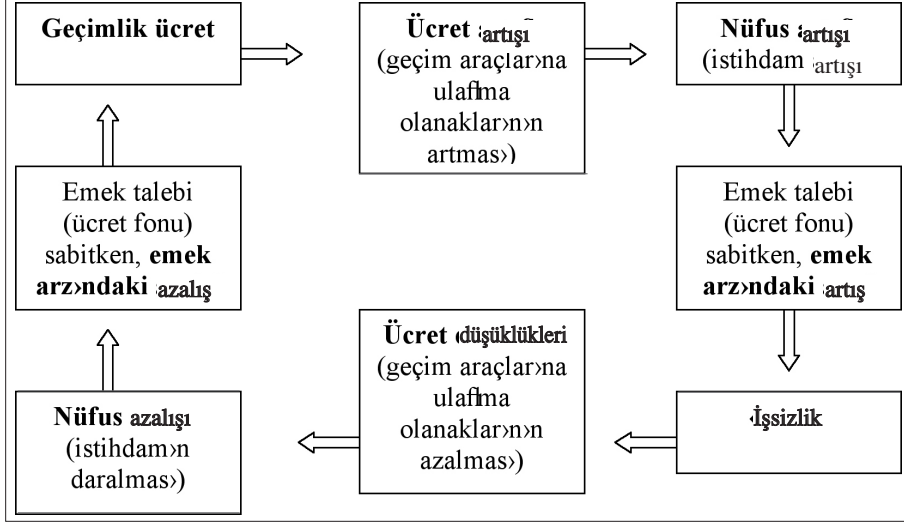 Geçimlik ücret
Ücret artışı
(geçim araçlar›na
ulaflma
olanaklar›n›n
artmas›)
Nüfus artışı
(istihdam artışı
Emek talebi
(ücret fonu)
sabitken, emek
arz›ndaki artış
İşsizlik
Ücret düşüklükleri
(geçim araçlar›na
ulaflma
olanaklar›n›n
azalmas›)
Nüfus azalışı
(istihdam›n
daralmas›)
Emek talebi
(ücret fonu)
sabitken, emek
arz›ndaki azalış